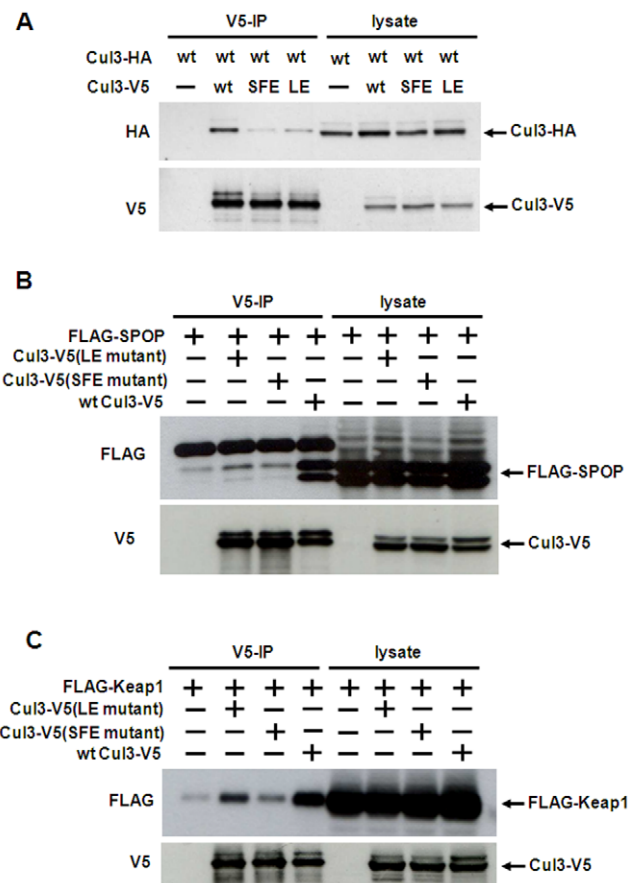 A
V5-IP lysate
Cul3-HA wt wt wt wt wt wt wt wt
Cul3-V5 — wt SFE LE — wt SFE LE
HA ← Cul3-HA
V5 ← Cul3-V5
B
V5-IP lysate
FLAG-SPOP + + + + + + + +
Cul3-V5(LE mutant) — + — — — + — —
Cul3-V5(SFE mutant) — — + — — — + —
wt Cul3-V5 — — — + — — — +
FLAG ← FLAG-SPOP
V5 ← Cul3-V5
C
V5-IP lysate
FLAG-Keap1 + + + + + + + +
Cul3-V5(LE mutant) — + — — — + — —
Cul3-V5(SFE mutant) — — + — — — + —
wt Cul3-V5 — — — + — — — +
FLAG ← FLAG-Keap1
V5 ← Cul3-V5